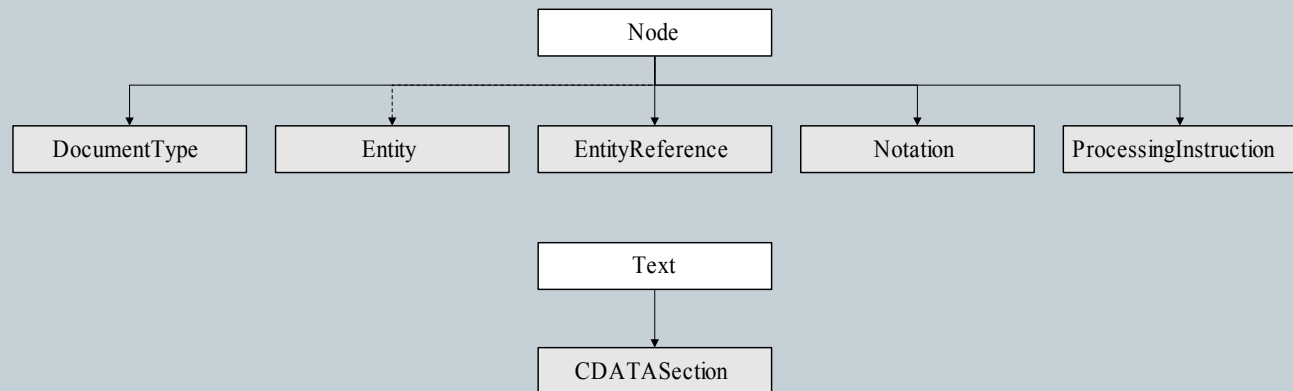 Node
DocumentType
Entity
EntityReference
Notation
ProcessingInstruction
Text
CDATASection